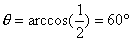 θ = arccos(1/2) = 60°